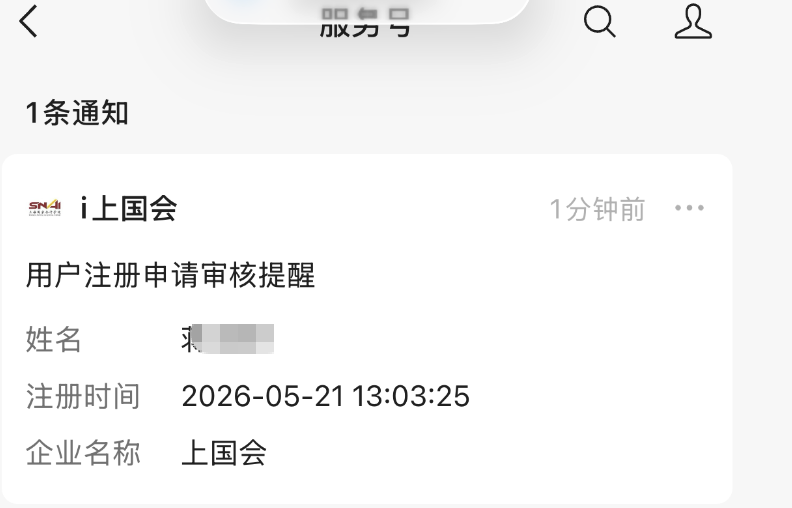 服务号
1条通知
SNAI
i上国会
1分钟前
用户注册申请审核提醒
姓名
注册时间 2026-05-21 13:03:25
企业名称 上国会